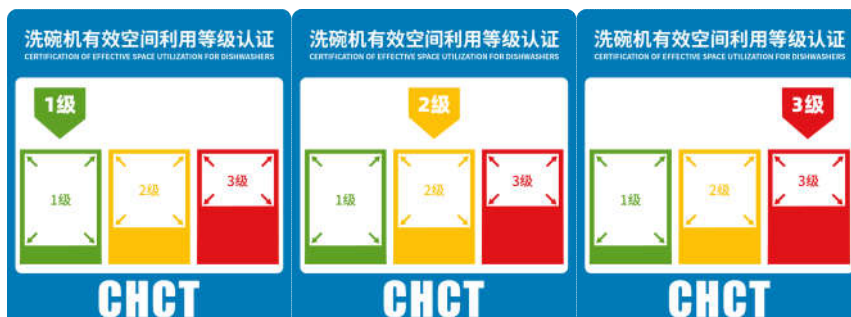 洗碗机有效空间利用等级认证
CERTIFICATION OF EFFECTIVE SPACE UTILIZATION FOR DISHWASHERS
1级
1级
2级
3级
CHCT
洗碗机有效空间利用等级认证
CERTIFICATION OF EFFECTIVE SPACE UTILIZATION FOR DISHWASHERS
2级
1级
2级
3级
CHCT
洗碗机有效空间利用等级认证
CERTIFICATION OF EFFECTIVE SPACE UTILIZATION FOR DISHWASHERS
3级
1级
2级
3级
CHCT